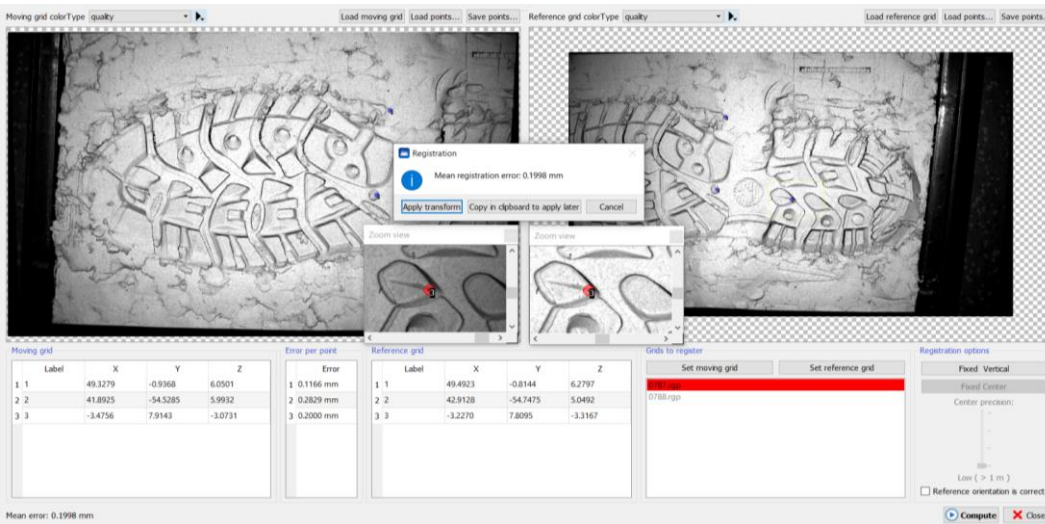 Moving grid colorType quality
Load moving grid Load points... Save points...
Reference grid colorType quality
Load reference grid Load points... Save points...
Registration
Mean registration error: 0.1998 mm
Apply transform Copy in clipboard to apply later Cancel
Zoom view
3
Zoom view
3
Moving grid
Label X Y Z
1 1 49.3279 -0.9368 6.0501
2 2 41.8925 -54.5285 5.9932
3 3 -3.4756 7.9143 -3.0731
Error per point
Error
1 0.1166 mm
2 0.2829 mm
3 0.2000 mm
Reference grid
Label X Y Z
1 1 49.4923 -0.8144 6.2797
2 2 42.9128 -54.7475 5.0492
3 3 -3.2270 7.8095 -3.3167
Grids to register
Set moving grid Set reference grid
0787.rgp
0788.rgp
Registration options
Fixed Vertical
Fixed Center
Center precision:
Low ( > 1 m )
Reference orientation is correct
Mean error: 0.1998 mm
Compute Close